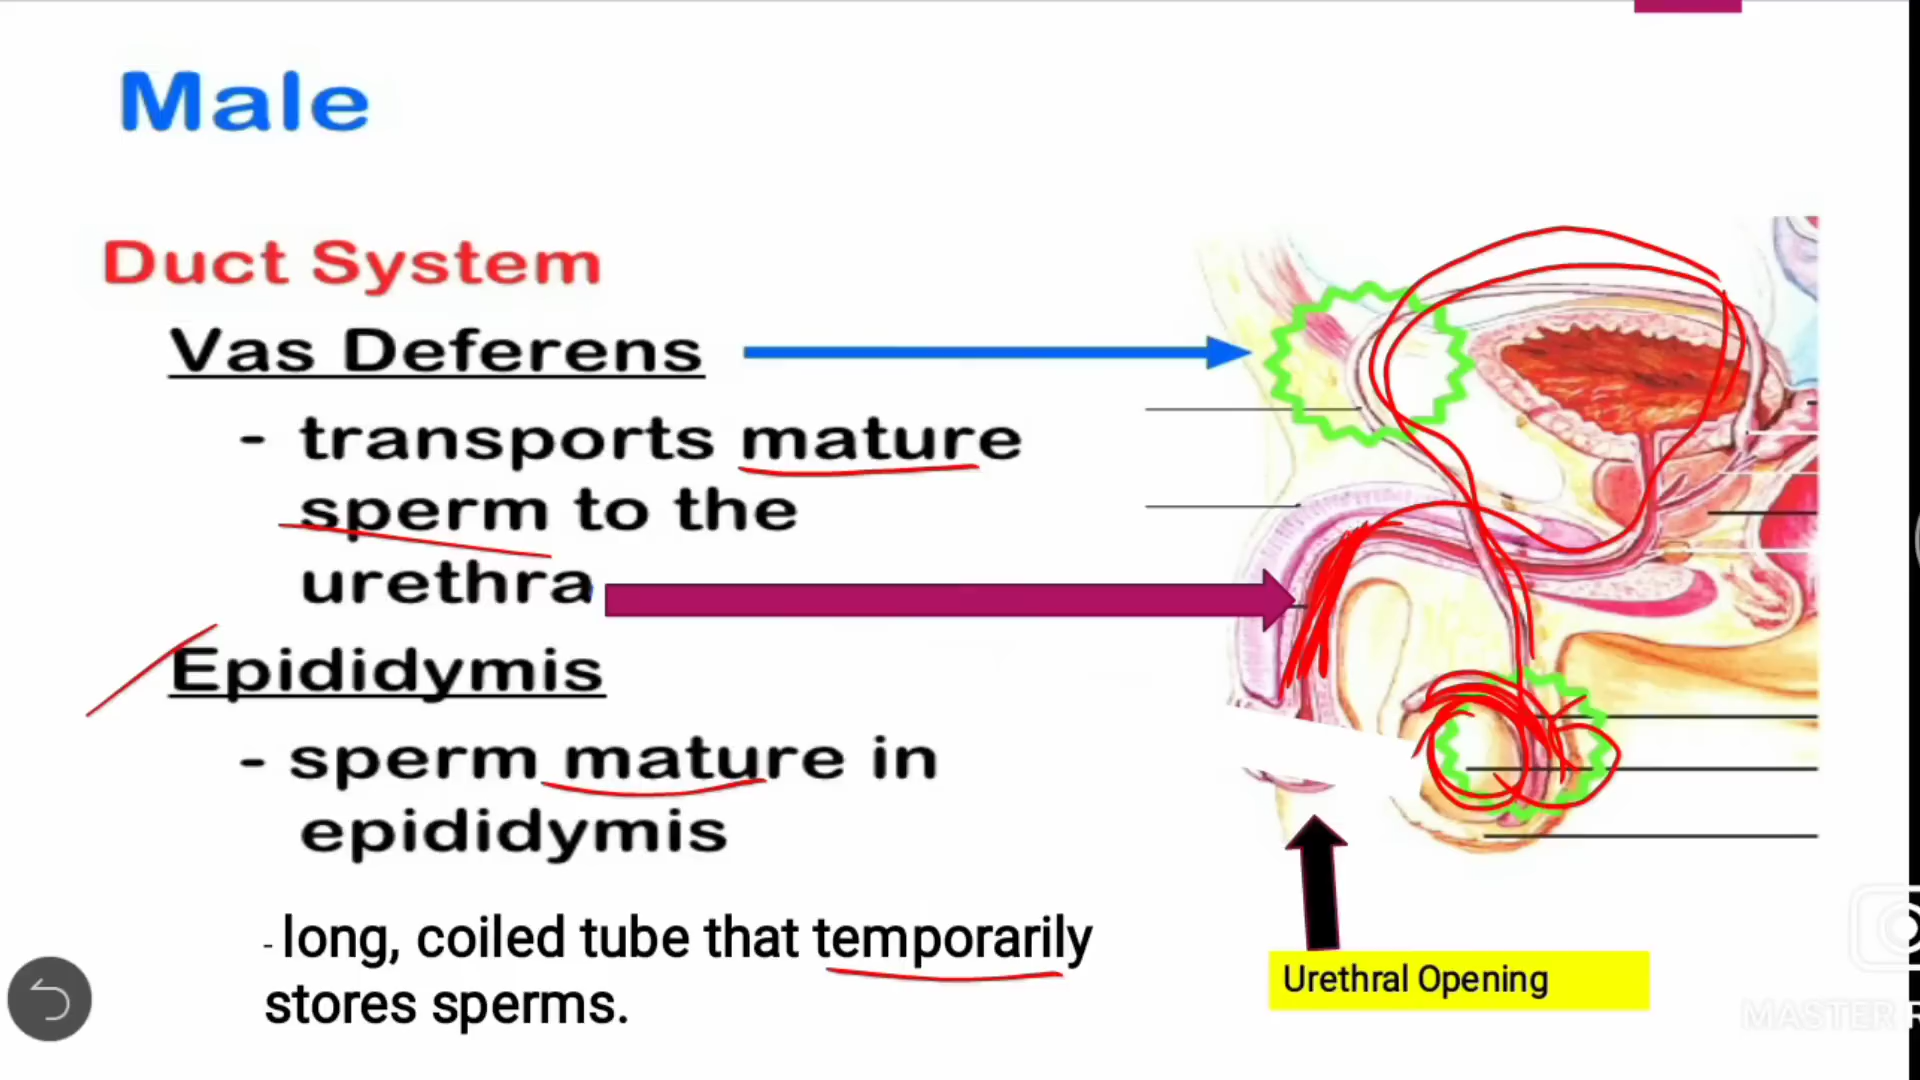 Male
Duct System
Vas Deferens
- transports mature
sperm to the
urethra
Epididymis
- sperm mature in
epididymis
- long, coiled tube that temporarily
stores sperms.
Urethral Opening
MASTER